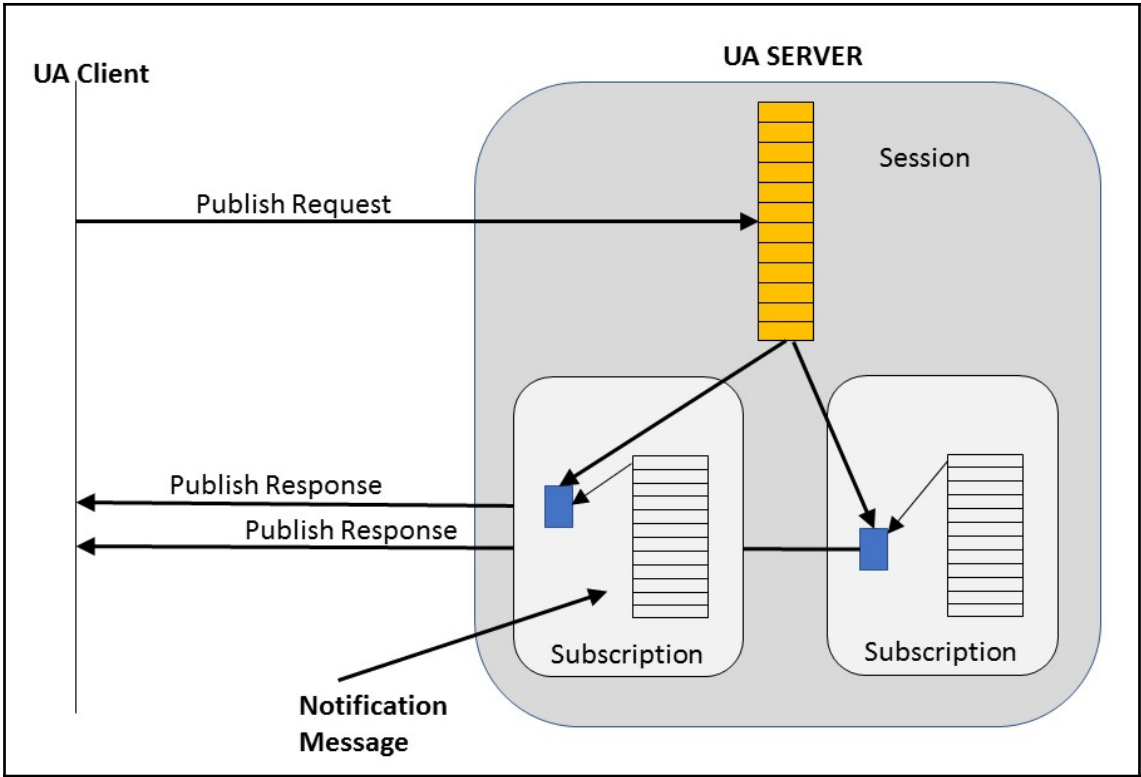 UA SERVER
UA Client
Session
Publish Request
Publish Response
Publish Response
Subscription
Subscription
Notification
Message